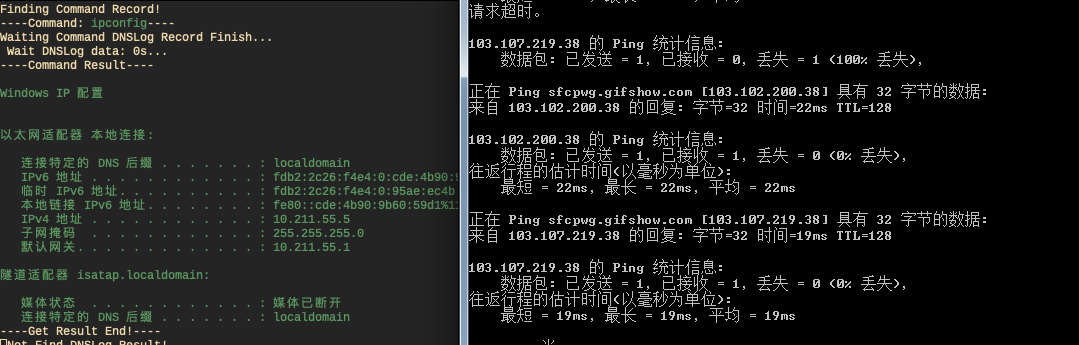 Finding Command Record!
----Command: ipconfig----
Waiting Command DNSLog Record Finish...
Wait DNSLog data: 0s...
----Command Result----
Windows IP 配置
以太网适配器 本地连接:
连接特定的 DNS 后缀 . . . . . . . : localdomain
IPv6 地址 . . . . . . . . . . . . : fdb2:2c26:f4e4:0:cde:4b90:9
临时 IPv6 地址. . . . . . . . . . : fdb2:2c26:f4e4:0:95ae:ec4b
本地链接 IPv6 地址. . . . . . . . : fe80::cde:4b90:9b60:59d1%11
IPv4 地址 . . . . . . . . . . . . : 10.211.55.5
子网掩码 . . . . . . . . . . . . : 255.255.255.0
默认网关. . . . . . . . . . . . . : 10.211.55.1
隧道适配器 isatap.localdomain:
媒体状态 . . . . . . . . . . . . : 媒体已断开
连接特定的 DNS 后缀 . . . . . . . : localdomain
----Get Result End!----
Not Find DNSLog Result!
请求超时。
103.107.219.38 的 Ping 统计信息:
数据包: 已发送 = 1, 已接收 = 0, 丢失 = 1 (100% 丢失),
正在 Ping sfcpwg.gifshow.com [103.102.200.38] 具有 32 字节的数据:
来自 103.102.200.38 的回复: 字节=32 时间=22ms TTL=128
103.102.200.38 的 Ping 统计信息:
数据包: 已发送 = 1, 已接收 = 1, 丢失 = 0 (0% 丢失),
往返行程的估计时间(以毫秒为单位):
最短 = 22ms, 最长 = 22ms, 平均 = 22ms
正在 Ping sfcpwg.gifshow.com [103.107.219.38] 具有 32 字节的数据:
来自 103.107.219.38 的回复: 字节=32 时间=19ms TTL=128
103.107.219.38 的 Ping 统计信息:
数据包: 已发送 = 1, 已接收 = 1, 丢失 = 0 (0% 丢失),
往返行程的估计时间(以毫秒为单位):
最短 = 19ms, 最长 = 19ms, 平均 = 19ms